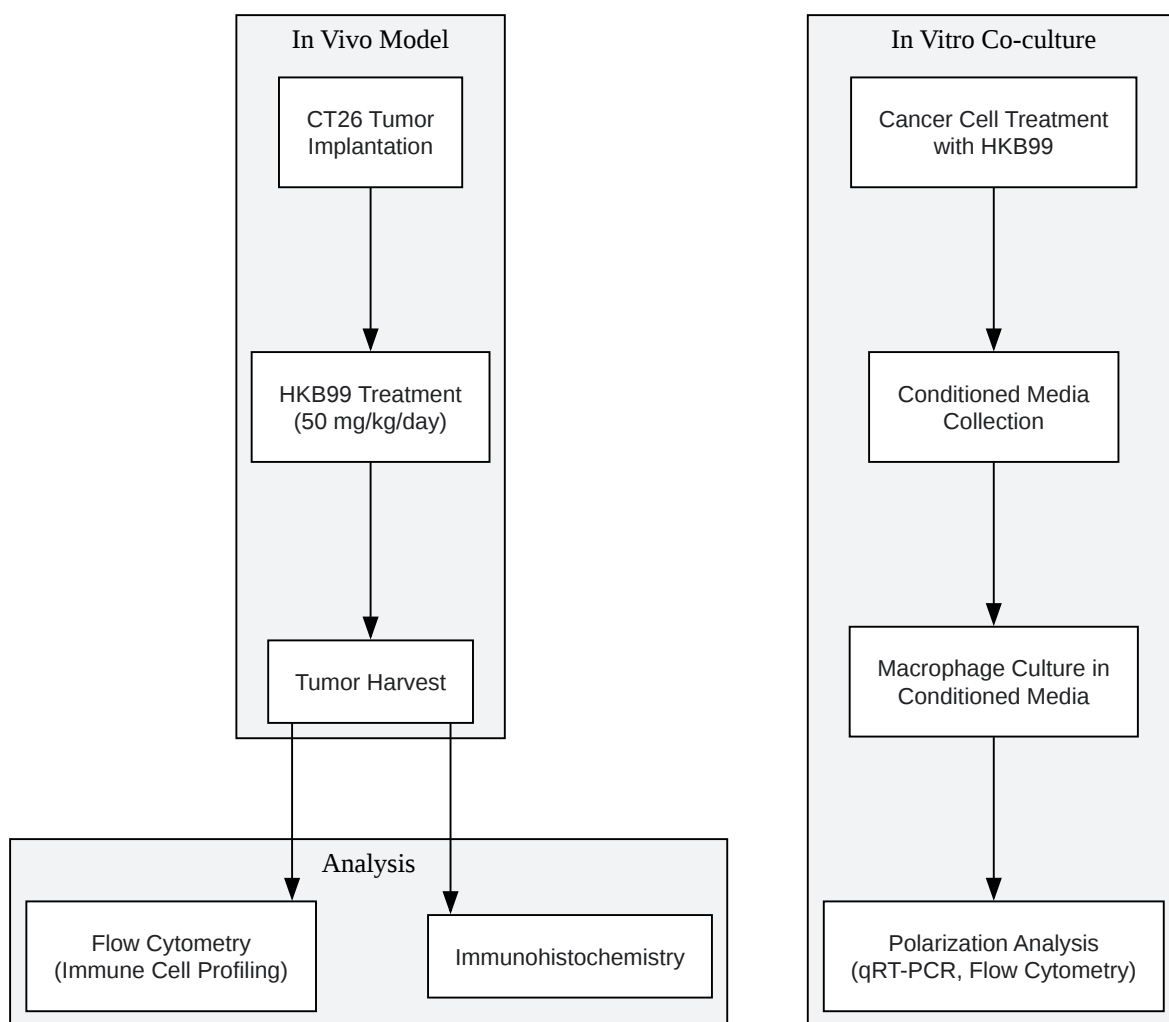 In Vivo Model
CT26 Tumor
Implantation
HKB99 Treatment
(50 mg/kg/day)
Tumor Harvest
Analysis
Flow Cytometry
(Immune Cell Profiling)
Immunohistochemistry
In Vitro Co-culture
Cancer Cell Treatment
with HKB99
Conditioned Media
Collection
Macrophage Culture in
Conditioned Media
Polarization Analysis
(qRT-PCR, Flow Cytometry)